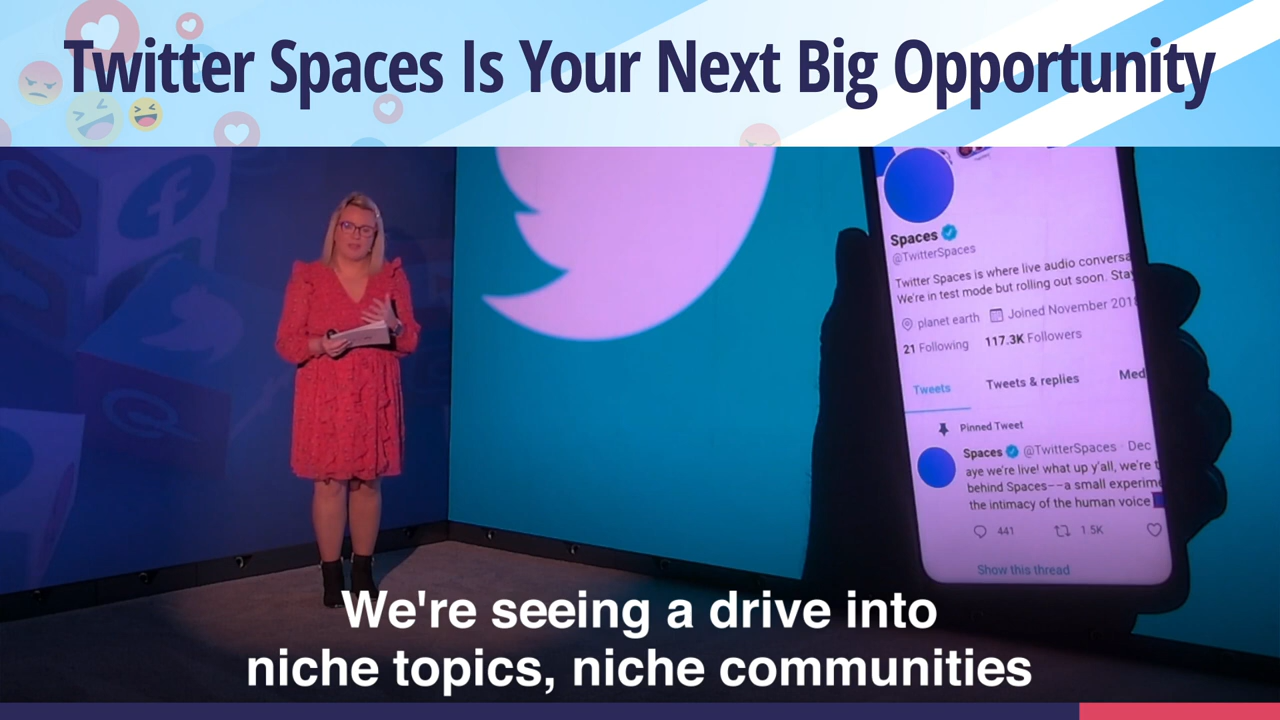 Twitter Spaces Is Your Next Big Opportunity
Spaces
@TwitterSpaces
Twitter Spaces is where live audio conversa
We're in test mode but rolling out soon. Stay
planet earth Joined November 201
21 Following 117.3K Followers
Tweets Tweets & replies Med
Pinned Tweet
Spaces @TwitterSpaces · Dec
aye we're live! what up y'all, we're t
behind Spaces––a small experime
the intimacy of the human voice
441 1.5K
Show this thread
We're seeing a drive into
niche topics, niche communities